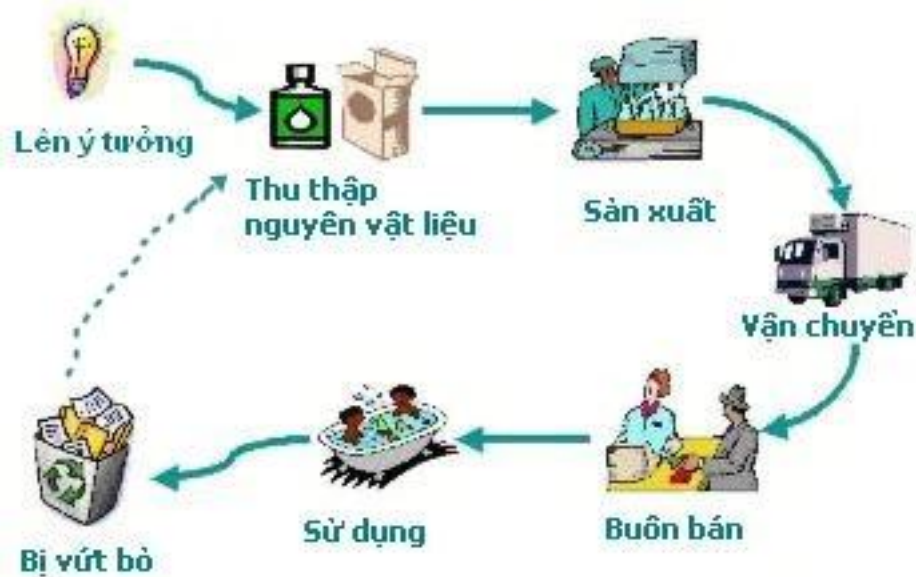 Lên ý tưởng
Thu thập
nguyên vật liệu
Sản xuất
Vận chuyển
Buôn bán
Sử dụng
Bị vứt bỏ